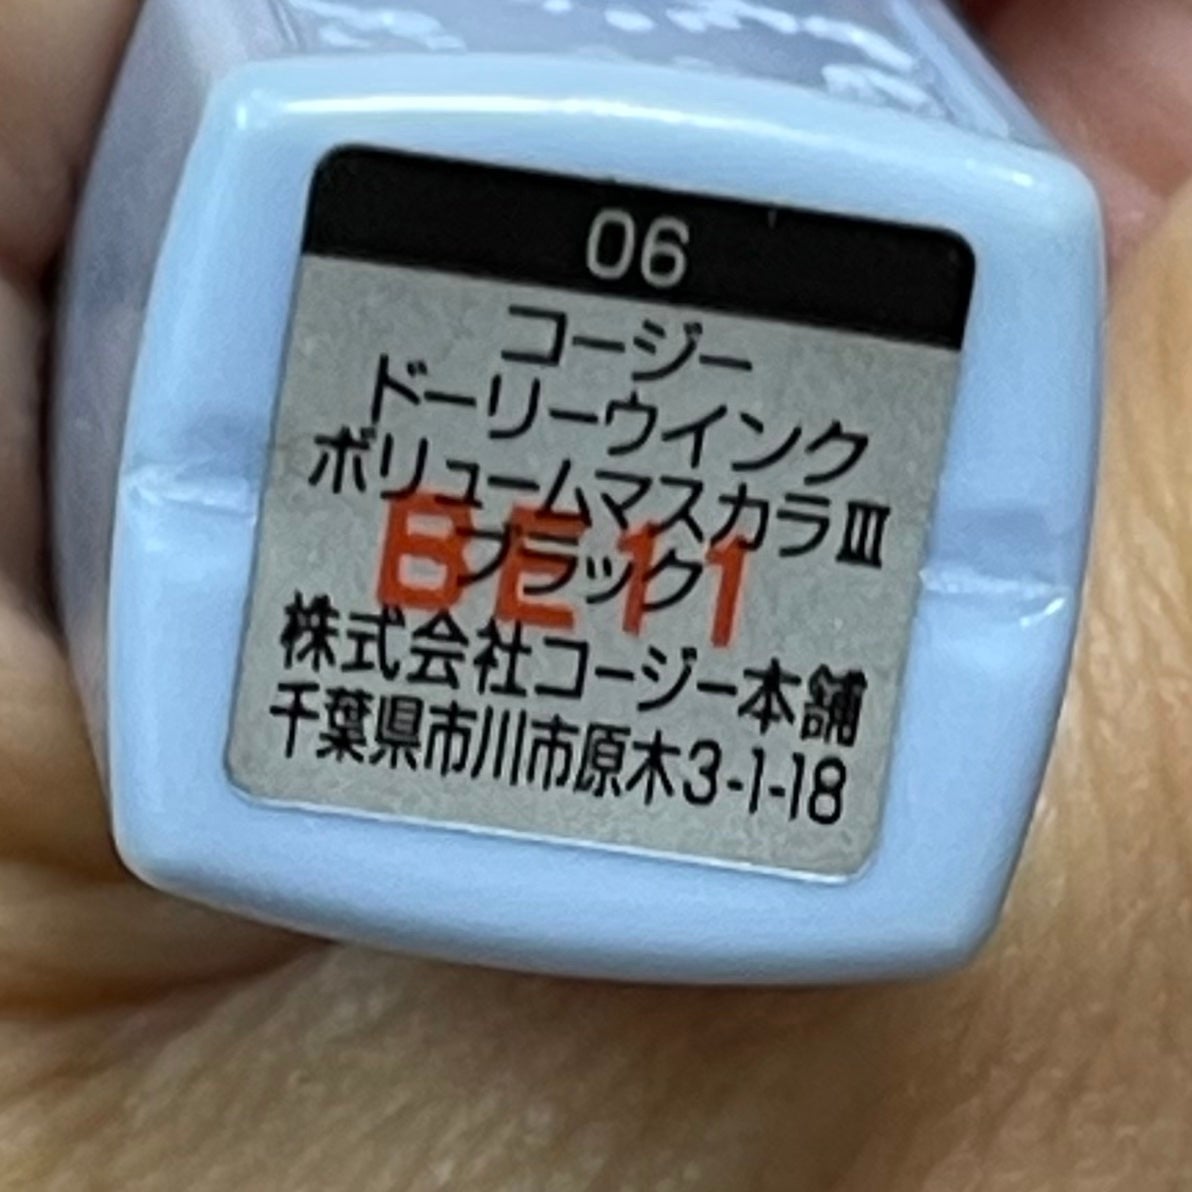 06
コージー
ドーリーウインク
ボリュームマスカラⅢ
ブラック
BE11
株式会社コージー本舗
千葉県市川市原木3-1-18